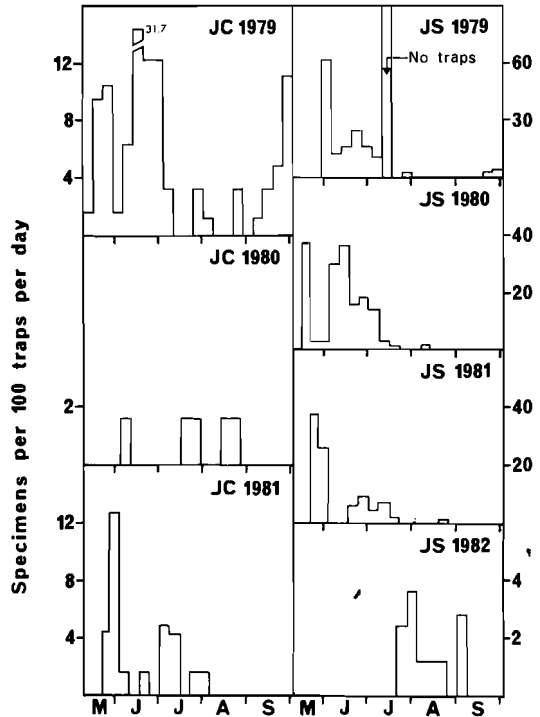 Specimens per 100 traps per day
JC 1979
31.7
12
8
4
JC 1980
2
JC 1981
12
8
4
M J J A S
JS 1979
No traps
60
30
JS 1980
40
20
JS 1981
40
20
JS 1982
4
2
M J J A S